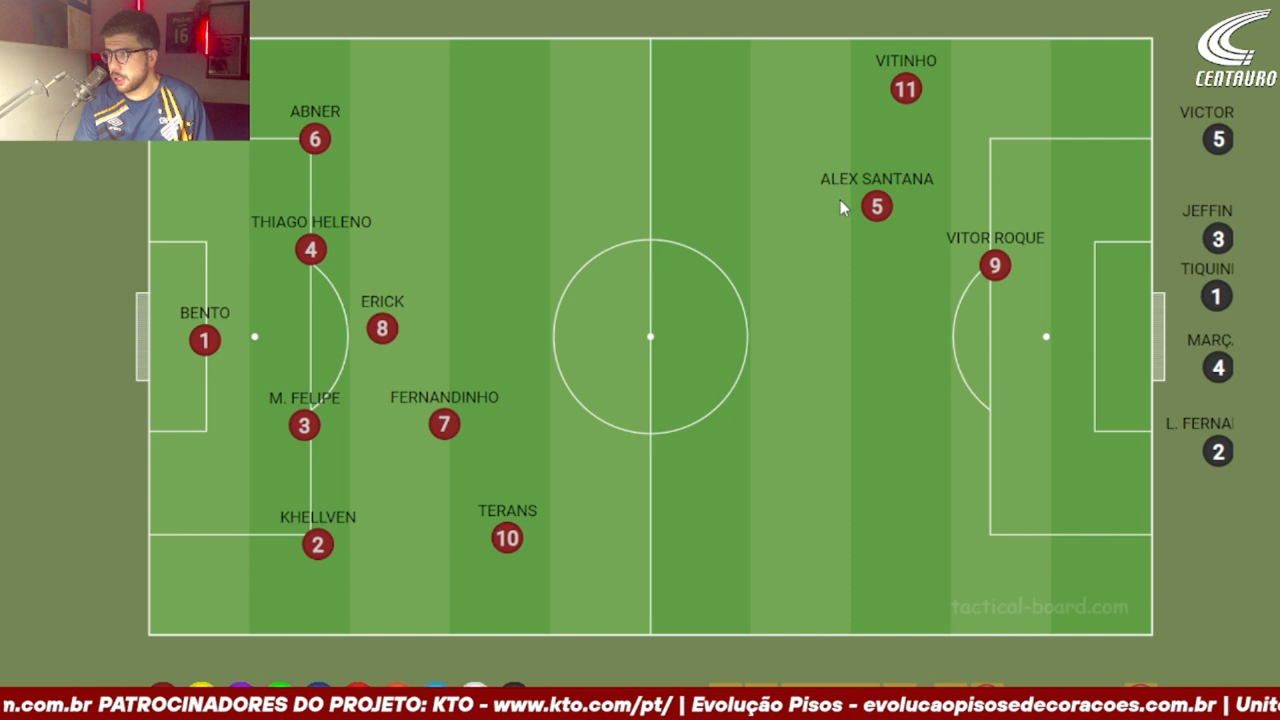 16
CENTAURO
VITINHO
11
VICTOR
5
ABNER
6
ALEX SANTANA
5
JEFFIN
3
THIAGO HELENO
4
VITOR ROQUE
9
TIQUINI
1
ERICK
8
BENTO
1
MARÇ.
4
M. FELIPE
3
FERNANDINHO
7
L. FERNA
2
KHELLVEN
2
TERANS
10
tactical-board.com
n.com.br PATROCINADORES DO PROJETO: KTO - www.kto.com/pt/ | Evolução Pisos - evolucaopisosedecoracoes.com.br | Unit